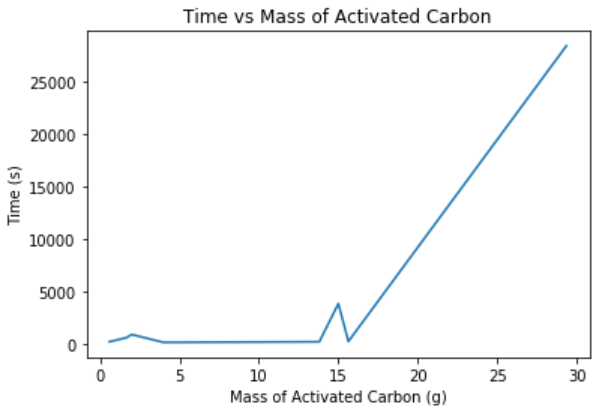 Time vs Mass of Activated Carbon
25000
20000
15000
10000
5000
0
Time (s)
0 5 10 15 20 25 30
Mass of Activated Carbon (g)